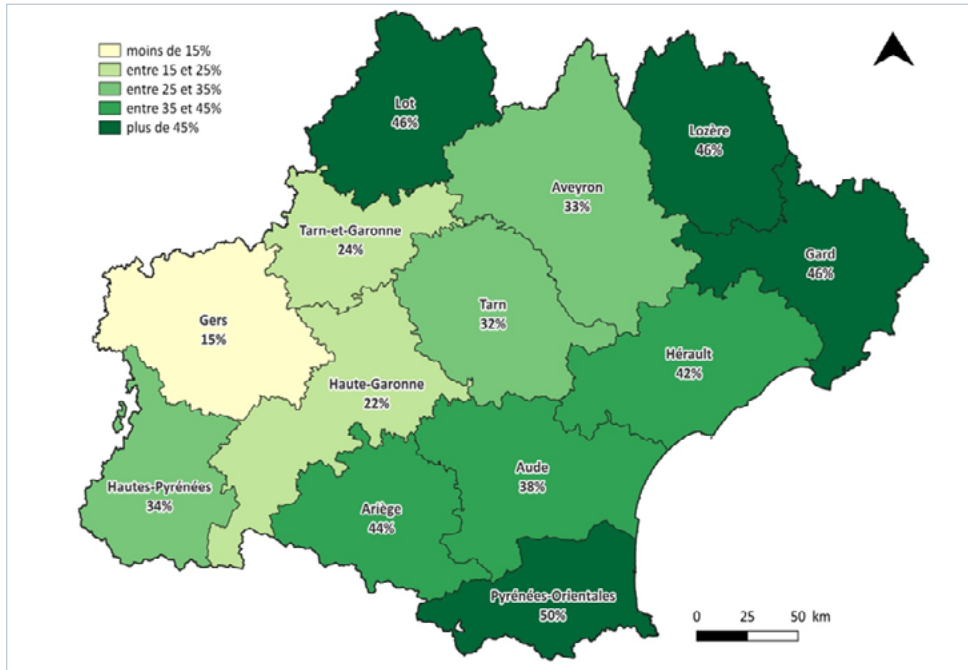 moins de 15%
entre 15 et 25%
entre 25 et 35%
entre 35 et 45%
plus de 45%
Lot
46%
Lozère
46%
Aveyron
33%
Tarn-et-Garonne
24%
Gard
46%
Gers
15%
Tarn
32%
Hérault
42%
Haute-Garonne
22%
Aude
38%
Hautes-Pyrénées
34%
Ariège
44%
Pyrénées-Orientales
50%
0 25 50 km